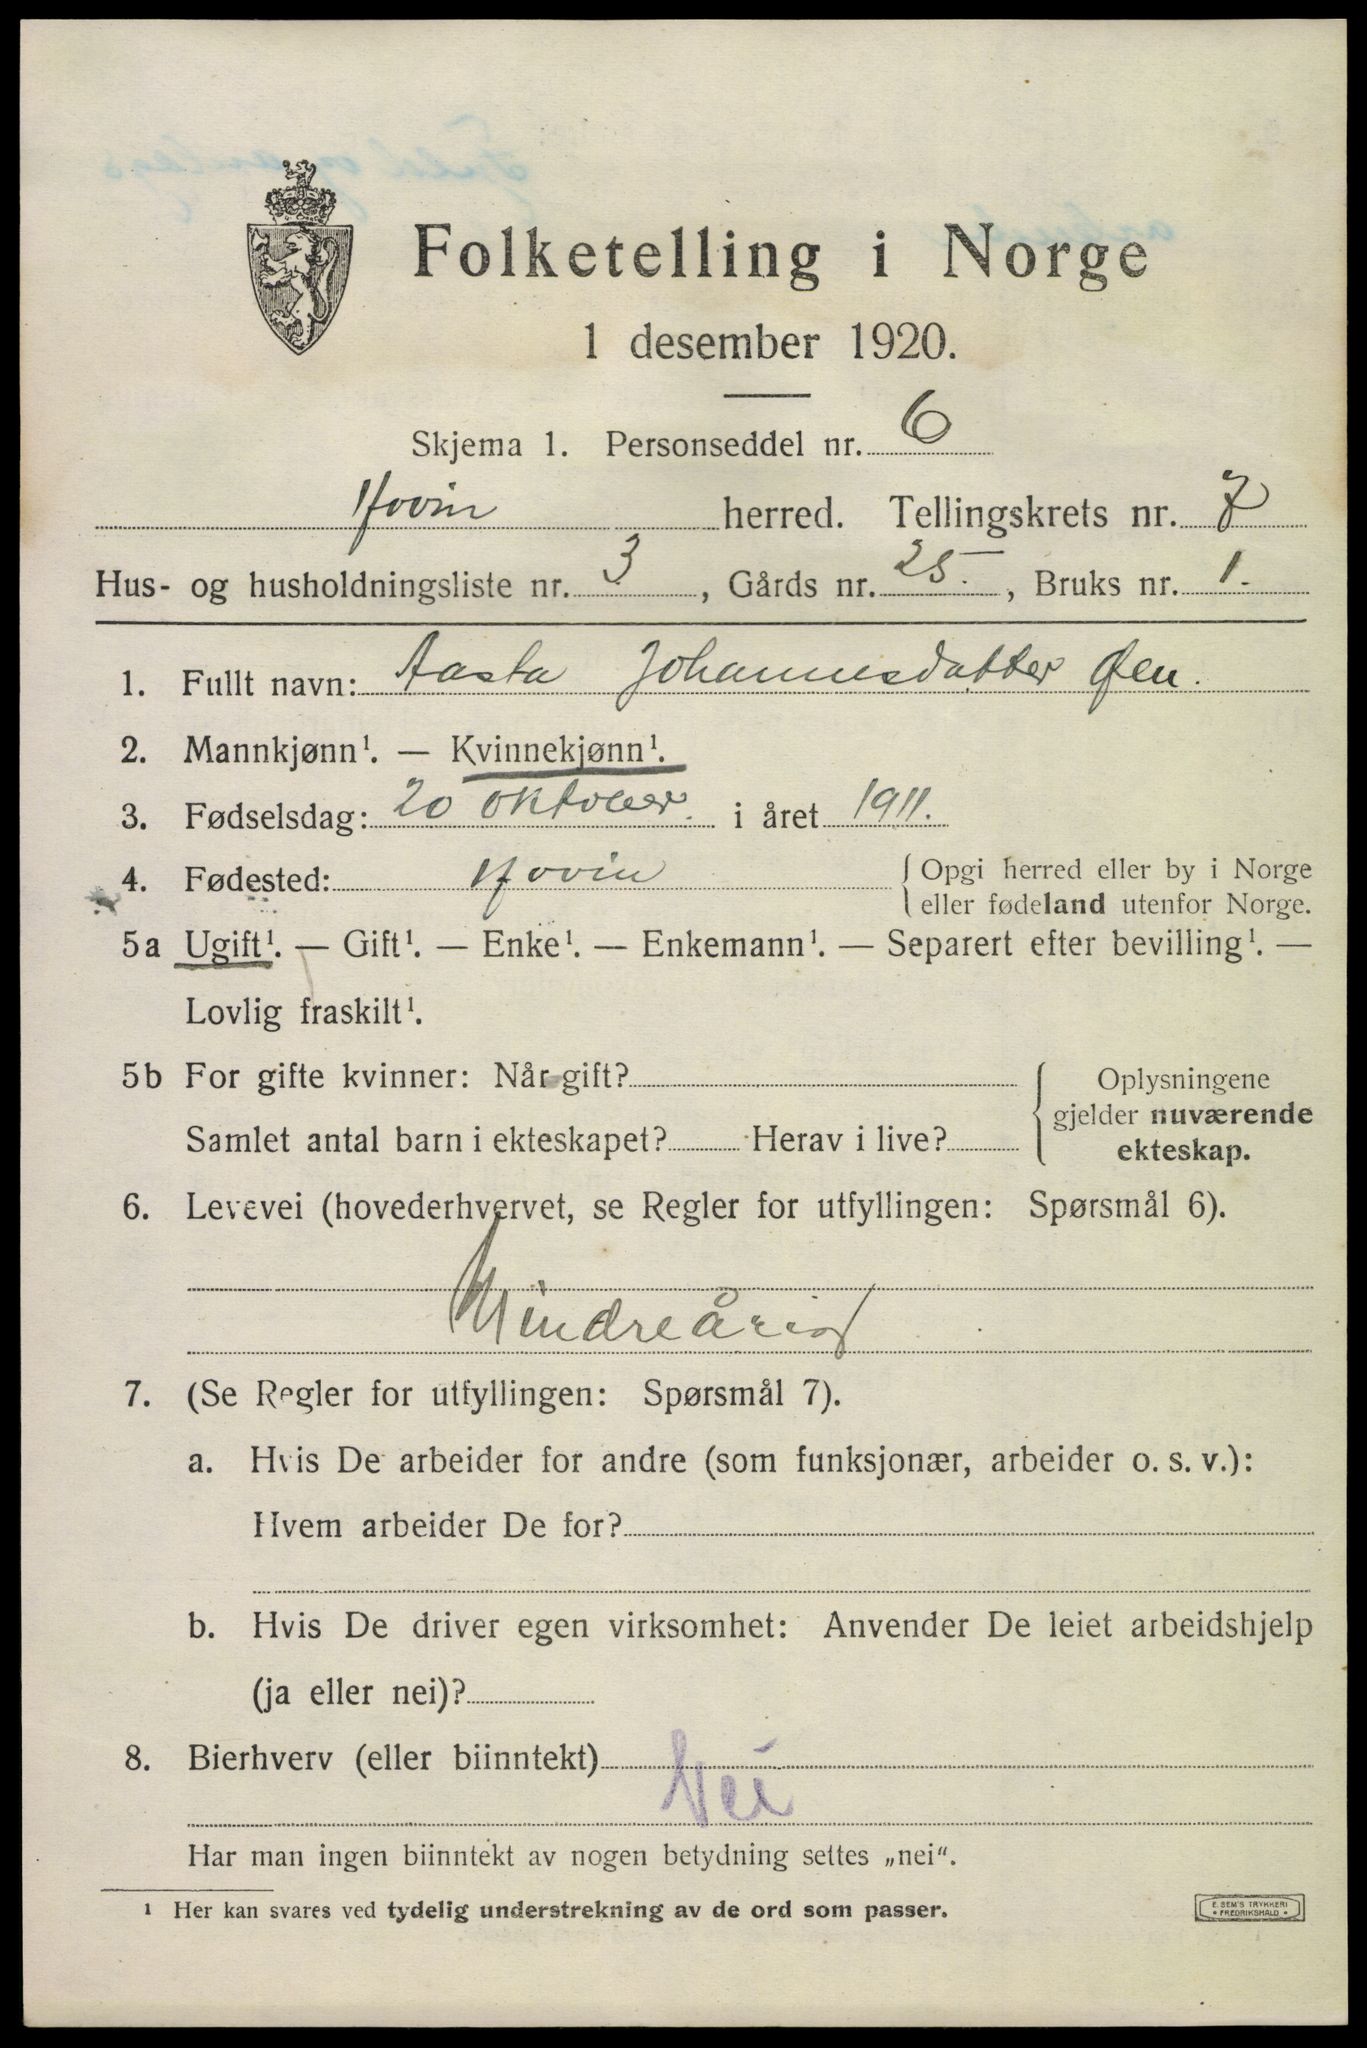 Folketelling i Norge
1 desember 1920.
Skjema 1. Personseddel nr. 6
Hovin herred. Tellingskrets nr. 7
Hus- og husholdningsliste nr. 3, Gårds nr. 25, Bruks nr. 1.
1. Fullt navn: Aasta Johannesdatter Øen.
2. Mannkjønn¹. — Kvinnekjønn¹.
3. Fødselsdag: 20 oktober. i året 1911.
4. Fødested: Hovin { Opgi herred eller by i Norge
eller fødeland utenfor Norge.
5a Ugift¹. — Gift¹. — Enke¹. — Enkemann¹. — Separert efter bevilling¹. —
Lovlig fraskilt¹.
5b For gifte kvinner: Når gift? { Oplysningene
gjelder nuværende
Samlet antal barn i ekteskapet? Herav i live?
ekteskap.
6. Levevei (hovederhvervet, se Regler for utfyllingen: Spørsmål 6).
Mindreårig
7. (Se Regler for utfyllingen: Spørsmål 7).
a. Hvis De arbeider for andre (som funksjonær, arbeider o. s. v.):
Hvem arbeider De for?
b. Hvis De driver egen virksomhet: Anvender De leiet arbeidshjelp
(ja eller nei)?
8. Bierhverv (eller biinntekt) Nei
Har man ingen biinntekt av nogen betydning settes „nei“.
¹ Her kan svares ved tydelig understrekning av de ord som passer.
E. SEM'S TRYKKERI
• FREDRIKSHALD •